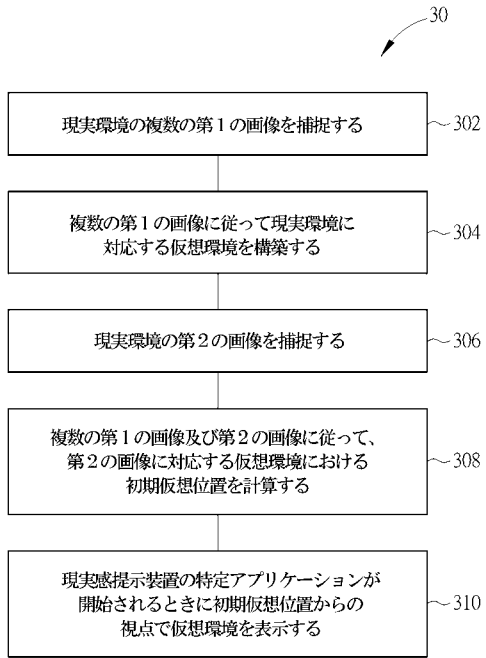 30
現実環境の複数の第1の画像を捕捉する
302
複数の第1の画像に従って現実環境に
対応する仮想環境を構築する
304
現実環境の第2の画像を捕捉する
306
複数の第1の画像及び第2の画像に従って、
第2の画像に対応する仮想環境における
初期仮想位置を計算する
308
現実感提示装置の特定アプリケーションが
開始されるときに初期仮想位置からの
視点で仮想環境を表示する
310